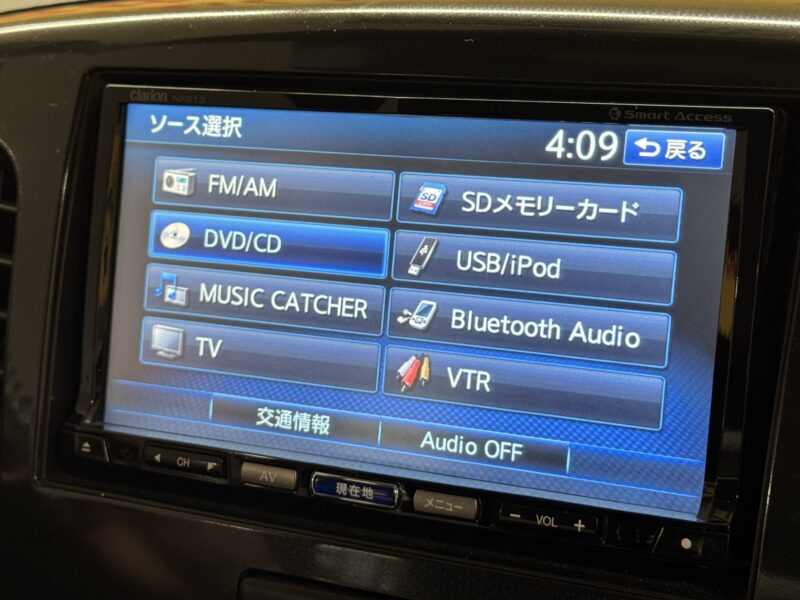 Clarion NX613
Smart Access
ソース選択
4:09
戻る
FM/AM
SDメモリーカード
DVD/CD
USB/iPod
MUSIC CATCHER
Bluetooth Audio
TV
VTR
交通情報
Audio OFF
CH
AV
現在地
メニュー
− VOL +